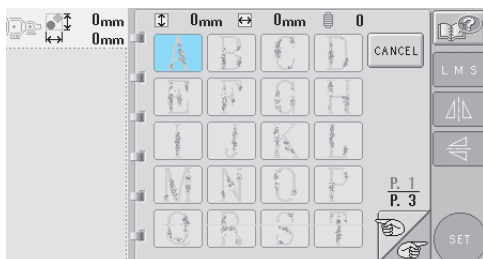 0mm
0mm
0mm 0mm 0
A B C D
CANCEL
L M S
E F G H
I J K L
M N O P
P. 1
P. 3
Q R S T
SET